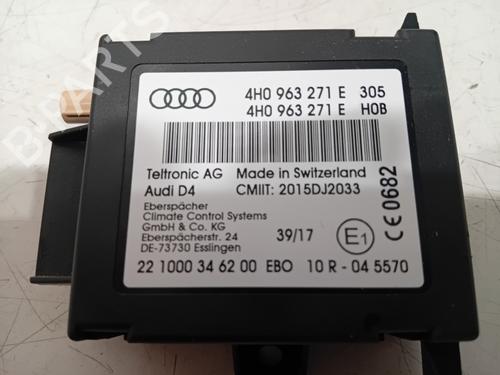 4H0 963 271 E 305
4H0 963 271 E H0B
Teltronic AG Made in Switzerland
Audi D4 CMIIT: 2015DJ2033
Eberspächer
Climate Control Systems
GmbH & Co. KG
Eberspächerstr. 24
DE-73730 Esslingen
39/17
E1
CE0682
22 1000 34 62 00 EBO 10 R - 04 5570
B-PARTS